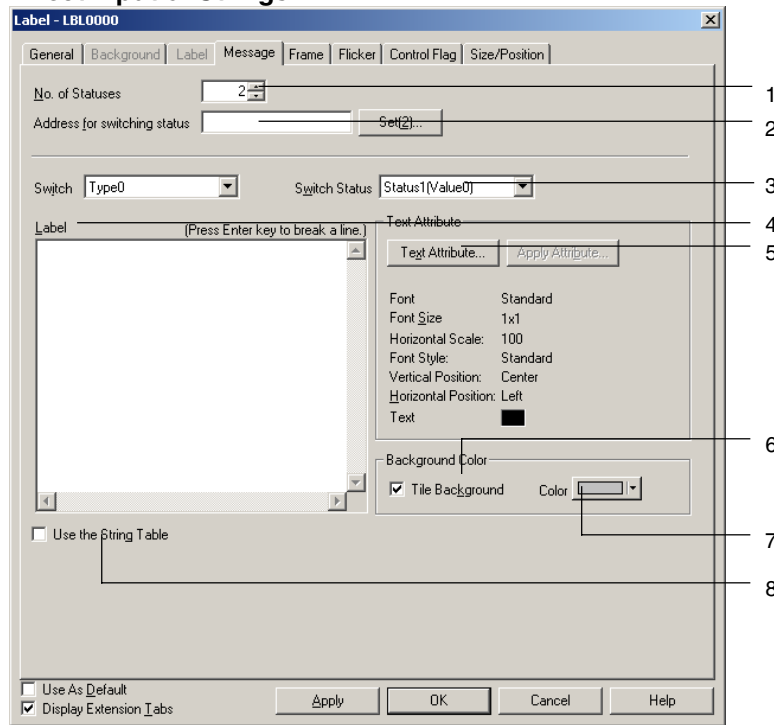 Label - LBL0000
General Background Label Message Frame Flicker Control Flag Size/Position
No. of Statuses 2 1
Address for switching status Set(2)... 2
Switch Type0 Switch Status Status1(Value0) 3
Label (Press Enter key to break a line.) Text Attribute 4
Text Attribute... Apply Attribute... 5
Font Standard
Font Size 1x1
Horizontal Scale: 100
Font Style: Standard
Vertical Position: Center
Horizontal Position: Left
Text
6
Background Color
Tile Background Color
Use the String Table 7
8
Use As Default
Display Extension Tabs Apply OK Cancel Help